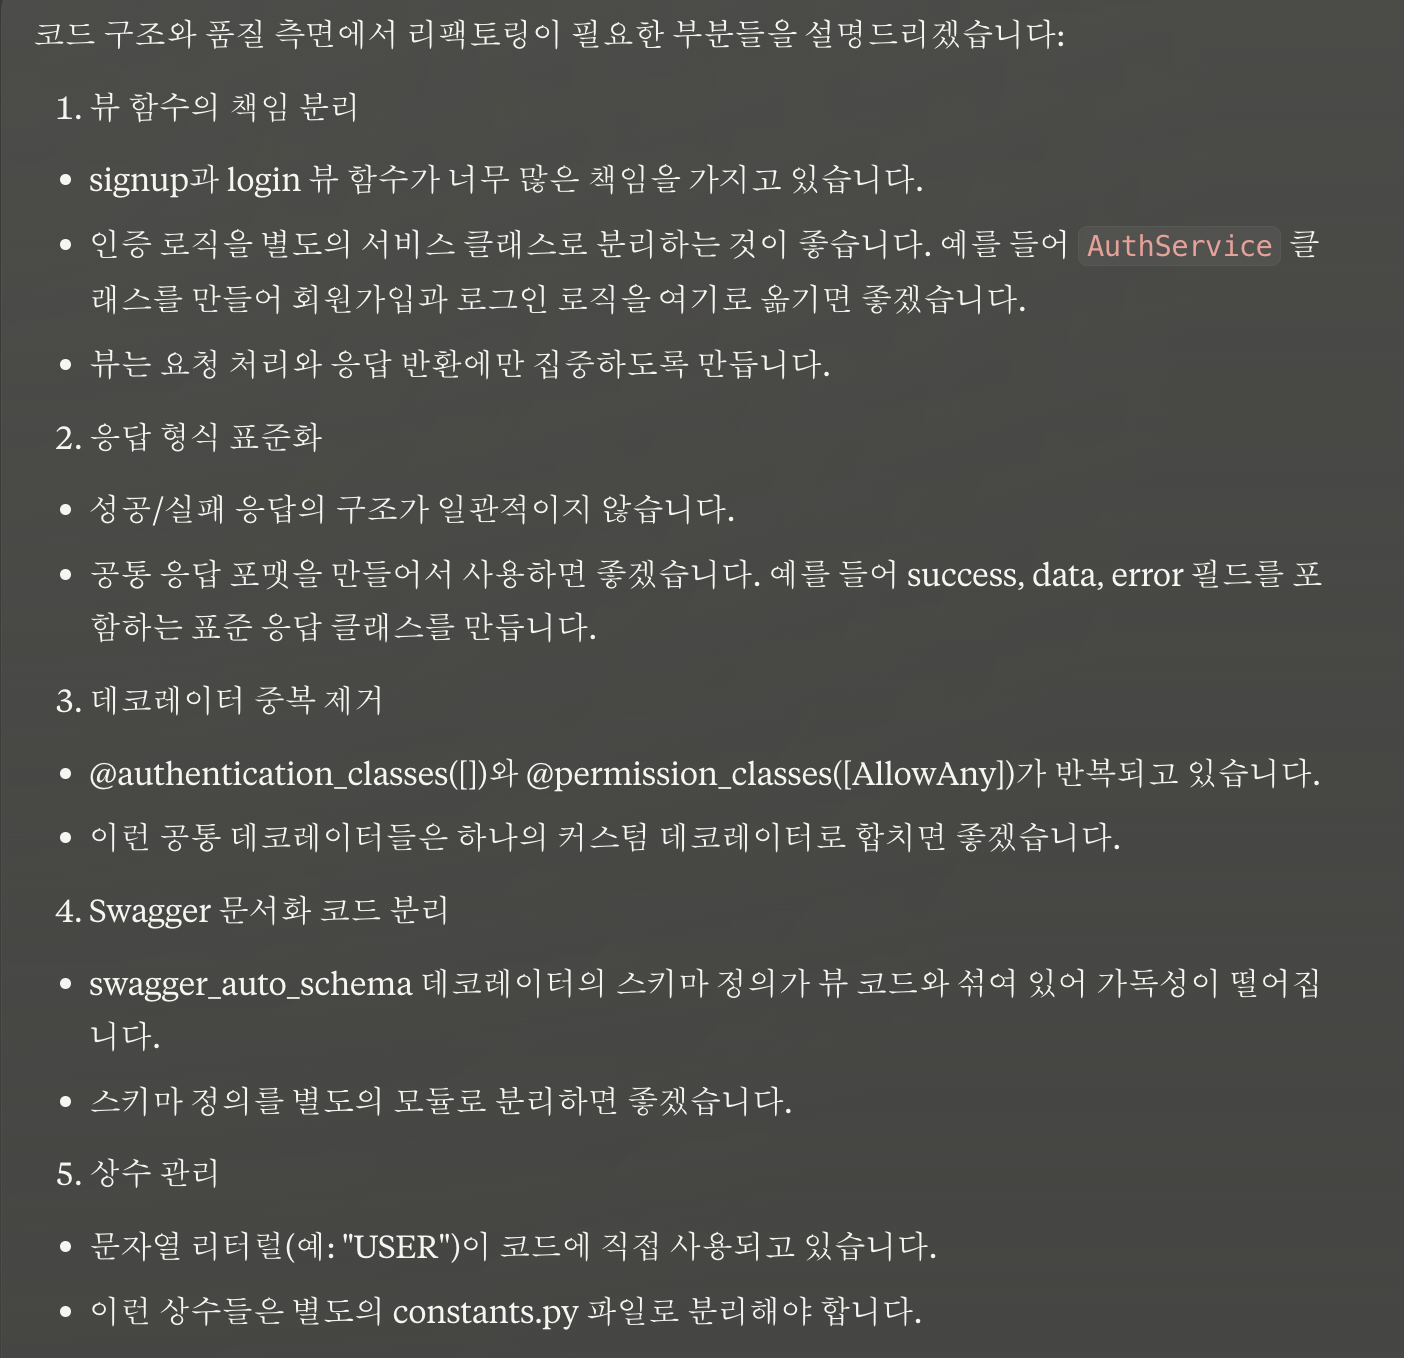 코드 구조와 품질 측면에서 리팩토링이 필요한 부분들을 설명드리겠습니다:
1. 뷰 함수의 책임 분리
• signup과 login 뷰 함수가 너무 많은 책임을 가지고 있습니다.
• 인증 로직을 별도의 서비스 클래스로 분리하는 것이 좋습니다. 예를 들어 AuthService 클
래스를 만들어 회원가입과 로그인 로직을 여기로 옮기면 좋겠습니다.
• 뷰는 요청 처리와 응답 반환에만 집중하도록 만듭니다.
2. 응답 형식 표준화
• 성공/실패 응답의 구조가 일관적이지 않습니다.
• 공통 응답 포맷을 만들어서 사용하면 좋겠습니다. 예를 들어 success, data, error 필드를 포
함하는 표준 응답 클래스를 만듭니다.
3. 데코레이터 중복 제거
• @authentication_classes([])와 @permission_classes([AllowAny])가 반복되고 있습니다.
• 이런 공통 데코레이터들은 하나의 커스텀 데코레이터로 합치면 좋겠습니다.
4. Swagger 문서화 코드 분리
• swagger_auto_schema 데코레이터의 스키마 정의가 뷰 코드와 섞여 있어 가독성이 떨어집
니다.
• 스키마 정의를 별도의 모듈로 분리하면 좋겠습니다.
5. 상수 관리
• 문자열 리터럴(예: "USER")이 코드에 직접 사용되고 있습니다.
• 이런 상수들은 별도의 constants.py 파일로 분리해야 합니다.